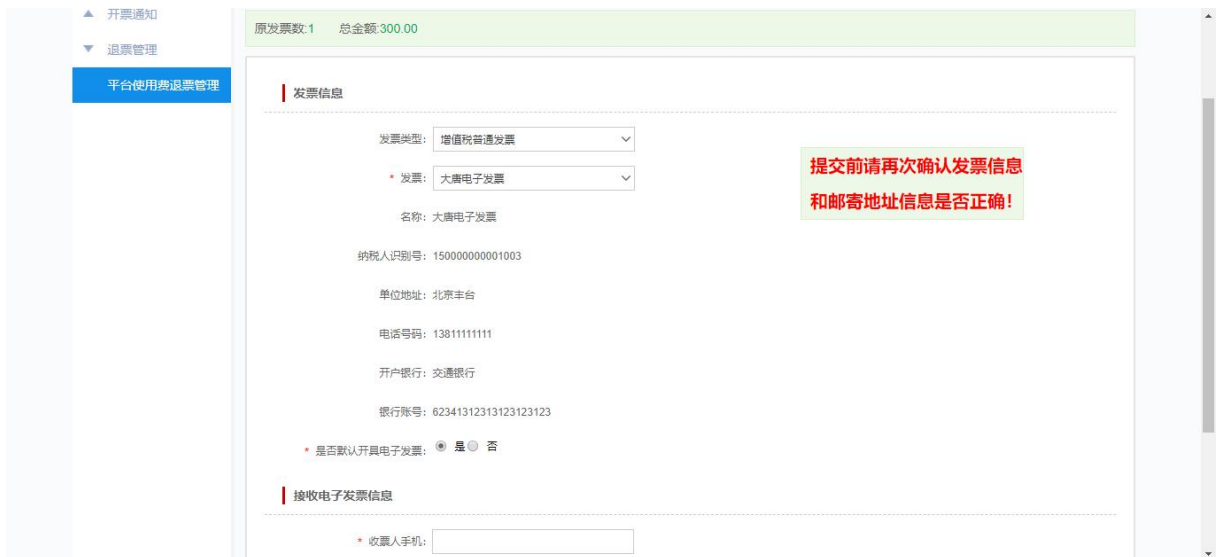 开票通知
退票管理
平台使用费退票管理
原发票数:1 总金额:300.00
发票信息
发票类型: 增值税普通发票
* 发票: 大唐电子发票
提交前请再次确认发票信息
和邮寄地址信息是否正确!
名称: 大唐电子发票
纳税人识别号: 150000000001003
单位地址: 北京丰台
电话号码: 13811111111
开户银行: 交通银行
银行账号: 62341312313123123123
* 是否默认开具电子发票: 是 否
接收电子发票信息
* 收票人手机: